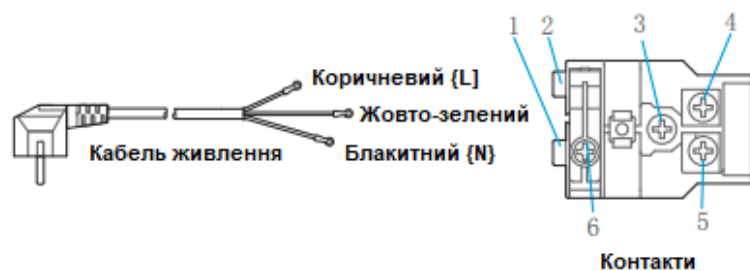 1 2 3 4
Коричневий {L]
Жовто-зелений
Кабель живлення
Блакитний {N}
6 5
Контакти